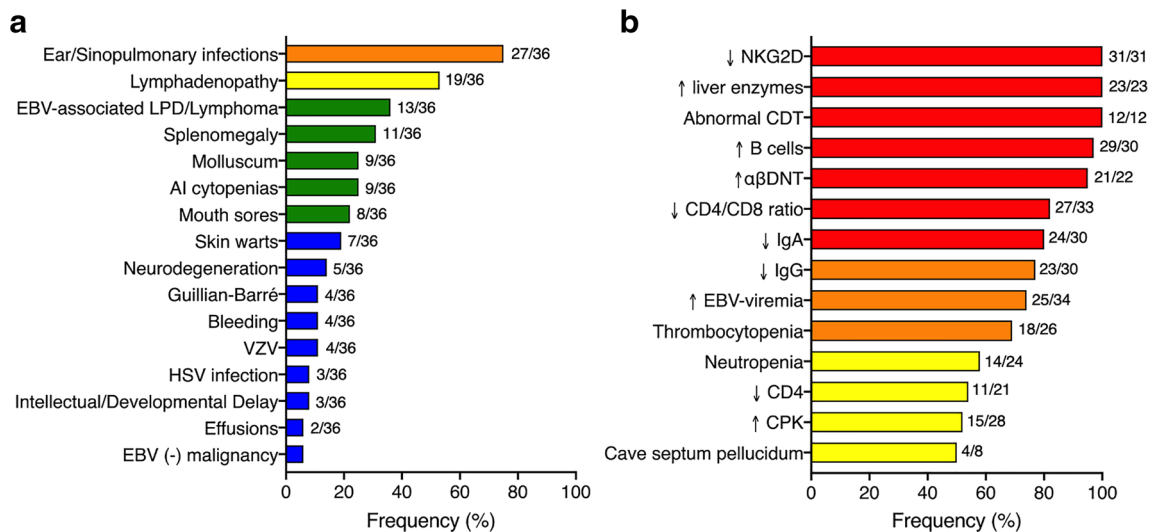 a
Ear/Sinopulmonary infections 27/36
Lymphadenopathy 19/36
EBV-associated LPD/Lymphoma 13/36
Splenomegaly 11/36
Molluscum 9/36
AI cytopenias 9/36
Mouth sores 8/36
Skin warts 7/36
Neurodegeneration 5/36
Guillian-Barré 4/36
Bleeding 4/36
VZV 4/36
HSV infection 3/36
Intellectual/Developmental Delay 3/36
Effusions 2/36
EBV (-) malignancy
0 20 40 60 80 100
Frequency (%)
b
↓ NKG2D 31/31
↑ liver enzymes 23/23
Abnormal CDT 12/12
↑ B cells 29/30
↑αβDNT 21/22
↓ CD4/CD8 ratio 27/33
↓ IgA 24/30
↓ IgG 23/30
↑ EBV-viremia 25/34
Thrombocytopenia 18/26
Neutropenia 14/24
↓ CD4 11/21
↑ CPK 15/28
Cave septum pellucidum 4/8
0 20 40 60 80 100
Frequency (%)